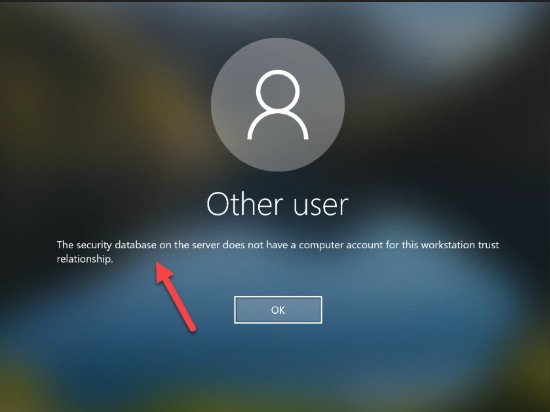 Other user
The security database on the server does not have a computer account for this workstation trust
relationship.
OK